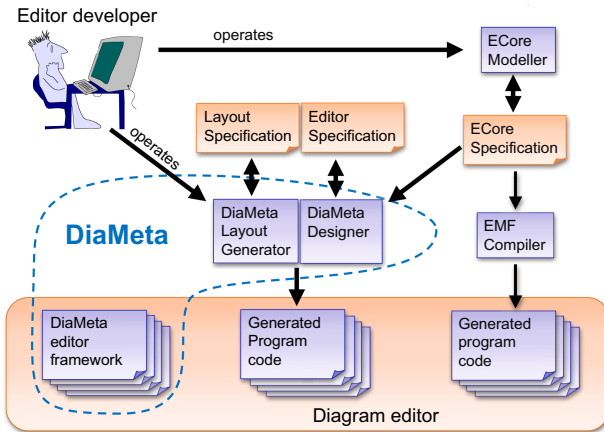 Editor developer
operates
ECore
Modeller
operates
Layout
Specification
Editor
Specification
ECore
Specification
DiaMeta
DiaMeta
Layout
Generator
DiaMeta
Designer
EMF
Compiler
DiaMeta
editor
framework
Generated
Program
code
Generated
program
code
Diagram editor